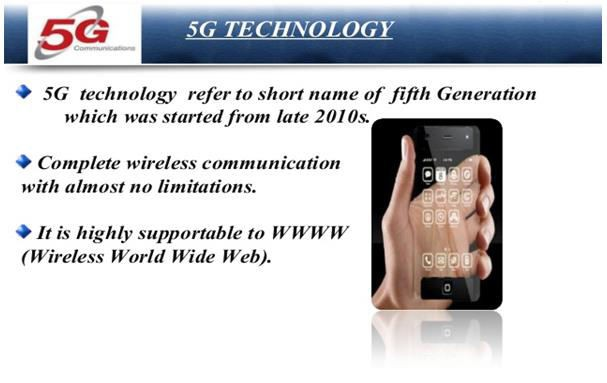 5G
Communications
5G TECHNOLOGY
5G technology refer to short name of fifth Generation
which was started from late 2010s.
Complete wireless communication
with almost no limitations.
It is highly supportable to WWWW
(Wireless World Wide Web).